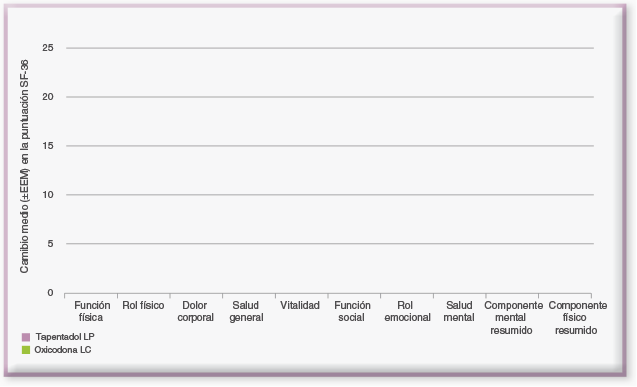 Cambio medio (±EEM) en la puntuación SF-36
25
20
15
10
5
0
Función física
Rol físico
Dolor corporal
Salud general
Vitalidad
Función social
Rol emocional
Salud mental
Componente mental resumido
Componente físico resumido
Tapentadol LP
Oxicodona LC